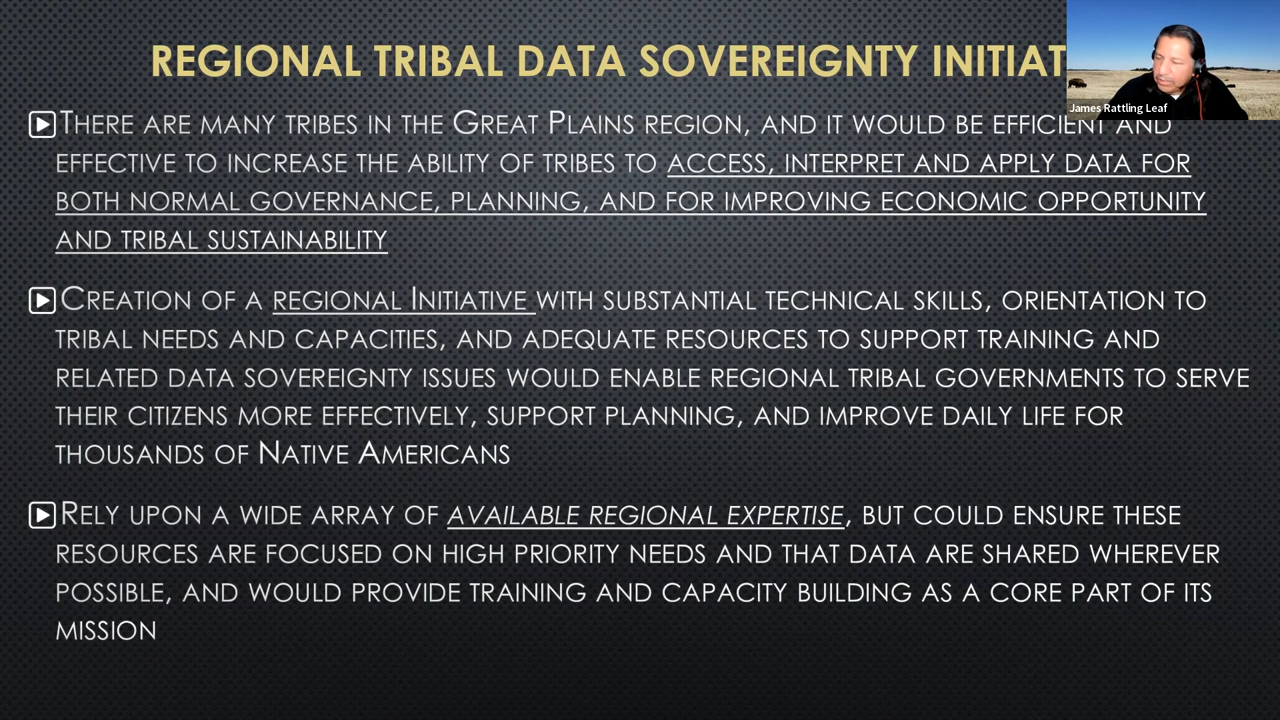 REGIONAL TRIBAL DATA SOVEREIGNTY INITIAT
James Rattling Leaf
THERE ARE MANY TRIBES IN THE GREAT PLAINS REGION, AND IT WOULD BE EFFICIENT AND
EFFECTIVE TO INCREASE THE ABILITY OF TRIBES TO ACCESS, INTERPRET AND APPLY DATA FOR
BOTH NORMAL GOVERNANCE, PLANNING, AND FOR IMPROVING ECONOMIC OPPORTUNITY
AND TRIBAL SUSTAINABILITY
CREATION OF A REGIONAL INITIATIVE WITH SUBSTANTIAL TECHNICAL SKILLS, ORIENTATION TO
TRIBAL NEEDS AND CAPACITIES, AND ADEQUATE RESOURCES TO SUPPORT TRAINING AND
RELATED DATA SOVEREIGNTY ISSUES WOULD ENABLE REGIONAL TRIBAL GOVERNMENTS TO SERVE
THEIR CITIZENS MORE EFFECTIVELY, SUPPORT PLANNING, AND IMPROVE DAILY LIFE FOR
THOUSANDS OF NATIVE AMERICANS
RELY UPON A WIDE ARRAY OF AVAILABLE REGIONAL EXPERTISE, BUT COULD ENSURE THESE
RESOURCES ARE FOCUSED ON HIGH PRIORITY NEEDS AND THAT DATA ARE SHARED WHEREVER
POSSIBLE, AND WOULD PROVIDE TRAINING AND CAPACITY BUILDING AS A CORE PART OF ITS
MISSION